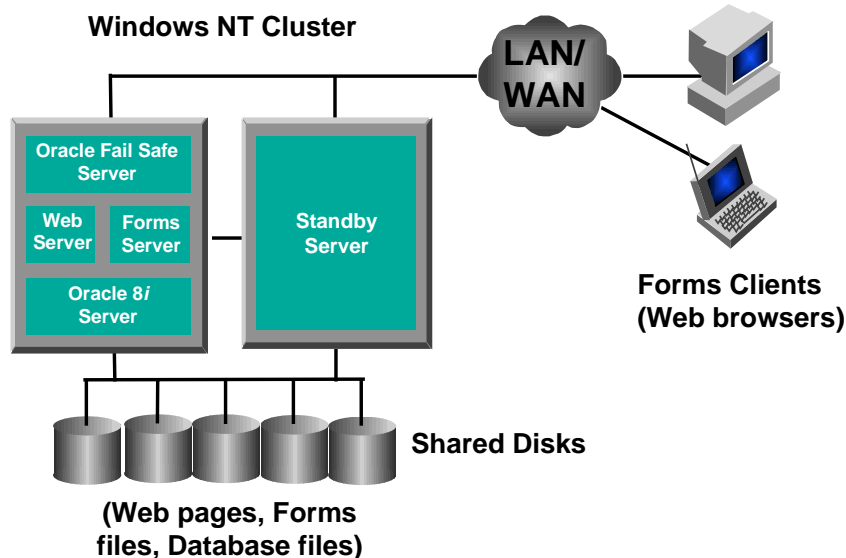 Windows NT Cluster
LAN/
WAN
Oracle Fail Safe
Server
Web
Server
Forms
Server
Oracle 8i
Server
Standby
Server
Forms Clients
(Web browsers)
Shared Disks
(Web pages, Forms
files, Database files)